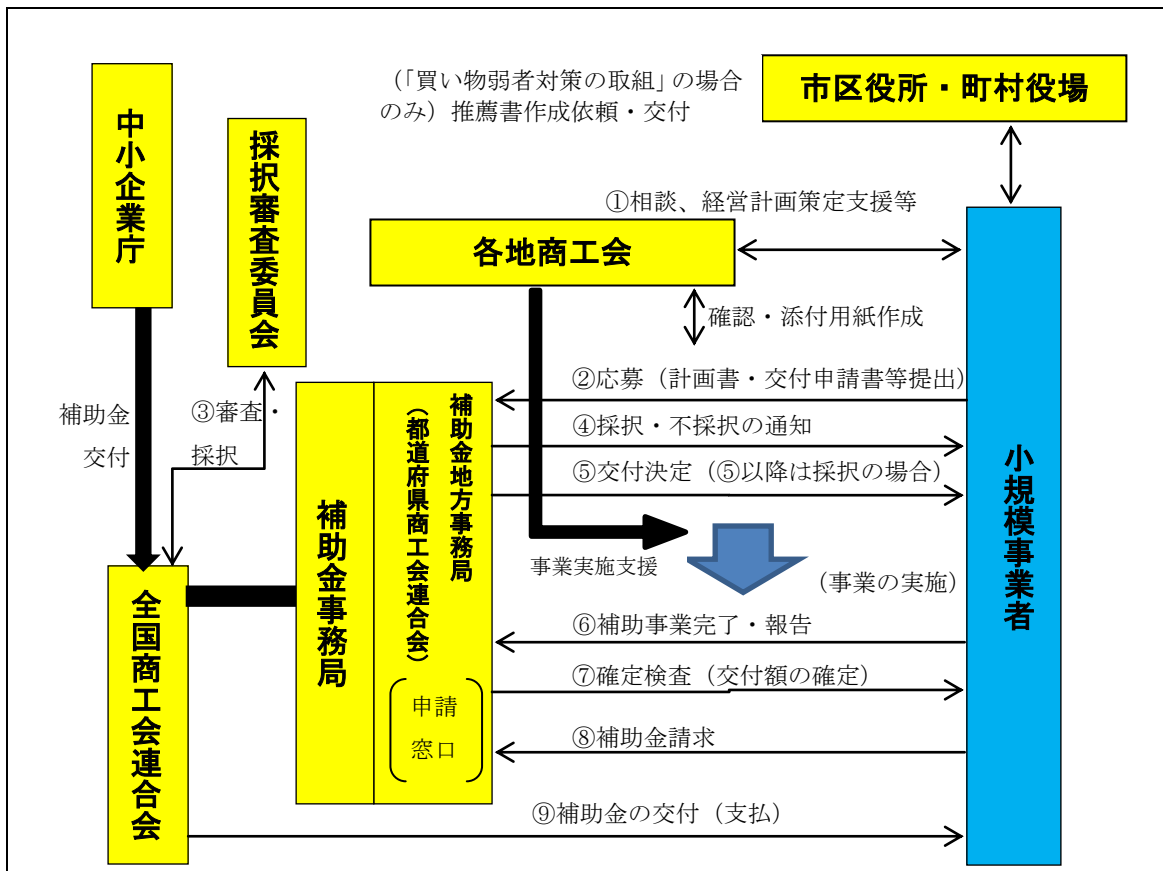 （「買い物弱者対策の取組」の場合
のみ）推薦書作成依頼・交付
市区役所・町村役場
中小企業庁
採択審査委員会
①相談、経営計画策定支援等
各地商工会
確認・添付用紙作成
②応募（計画書・交付申請書等提出）
④採択・不採択の通知
⑤交付決定（⑤以降は採択の場合）
補助金
交付
③審査・
採択
補助金事務局
補助金地方事務局
（都道府県商工会連合会）
申請
窓口
小規模事業者
事業実施支援
（事業の実施）
全国商工会連合会
⑥補助事業完了・報告
⑦確定検査（交付額の確定）
⑧補助金請求
⑨補助金の交付（支払）